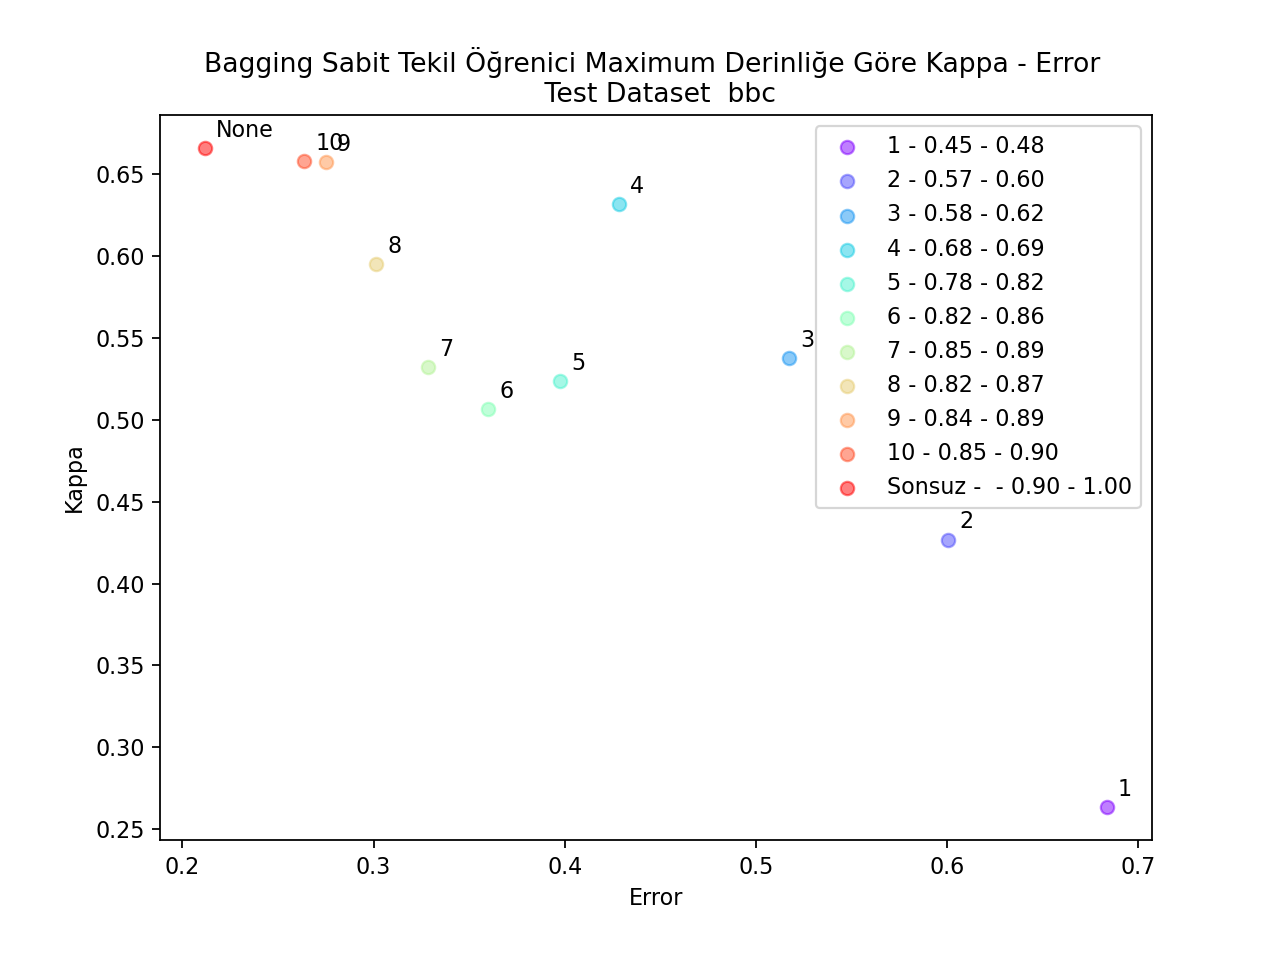 Bagging Sabit Tekil Öğrenici Maximum Derinliğe Göre Kappa - Error
Test Dataset  bbc
None
10
9
4
8
3
7
5
6
2
1
1 - 0.45 - 0.48
2 - 0.57 - 0.60
3 - 0.58 - 0.62
4 - 0.68 - 0.69
5 - 0.78 - 0.82
6 - 0.82 - 0.86
7 - 0.85 - 0.89
8 - 0.82 - 0.87
9 - 0.84 - 0.89
10 - 0.85 - 0.90
Sonsuz -  - 0.90 - 1.00
Kappa
0.65
0.60
0.55
0.50
0.45
0.40
0.35
0.30
0.25
0.2 0.3 0.4 0.5 0.6 0.7
Error